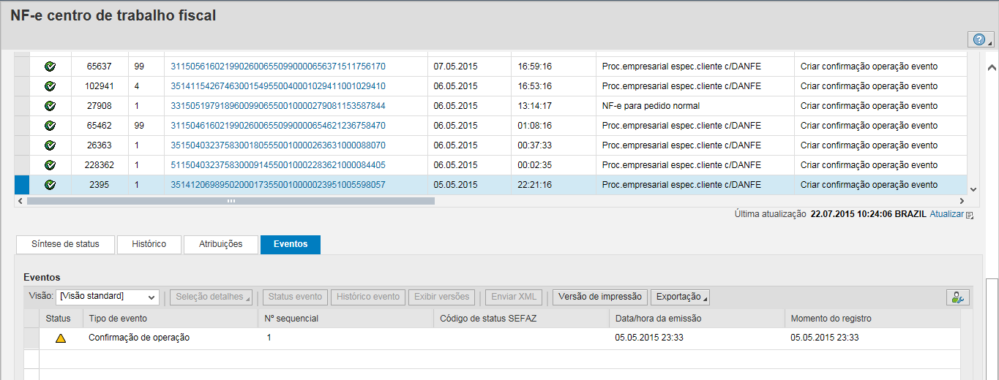 NF-e centro de trabalho fiscal
65637 99 31150561602199026006550990000656371511756170 07.05.2015 16:59:16 Proc.empresarial espec.cliente c/DANFE Criar confirmação operação evento
102941 4 35141154267463001549550040001029411001029410 06.05.2015 16:53:16 Proc.empresarial espec.cliente c/DANFE Criar confirmação operação evento
27908 1 33150519791896009906550010000279081153587844 06.05.2015 13:14:17 NF-e para pedido normal Criar confirmação operação evento
65462 99 31150461602199026006550990000654621236758470 06.05.2015 01:08:16 Proc.empresarial espec.cliente c/DANFE Criar confirmação operação evento
26363 1 35150403237583001805550010000263631000088070 06.05.2015 00:37:33 Proc.empresarial espec.cliente c/DANFE Criar confirmação operação evento
228362 1 51150403237583000914550010002283621000084405 06.05.2015 00:02:35 Proc.empresarial espec.cliente c/DANFE Criar confirmação operação evento
2395 1 35141206989502000173550010000023951005598057 05.05.2015 22:21:16 Proc.empresarial espec.cliente c/DANFE Criar confirmação operação evento
Última atualização 22.07.2015 10:24:06 BRAZIL Atualizar
Síntese de status Histórico Atribuições Eventos
Eventos
Visão: [Visão standard] Seleção detalhes Status evento Histórico evento Exibir versões Enviar XML Versão de impressão Exportação
Status Tipo de evento Nº sequencial Código de status SEFAZ Data/hora da emissão Momento do registro
Confirmação de operação 1 05.05.2015 23:33 05.05.2015 23:33